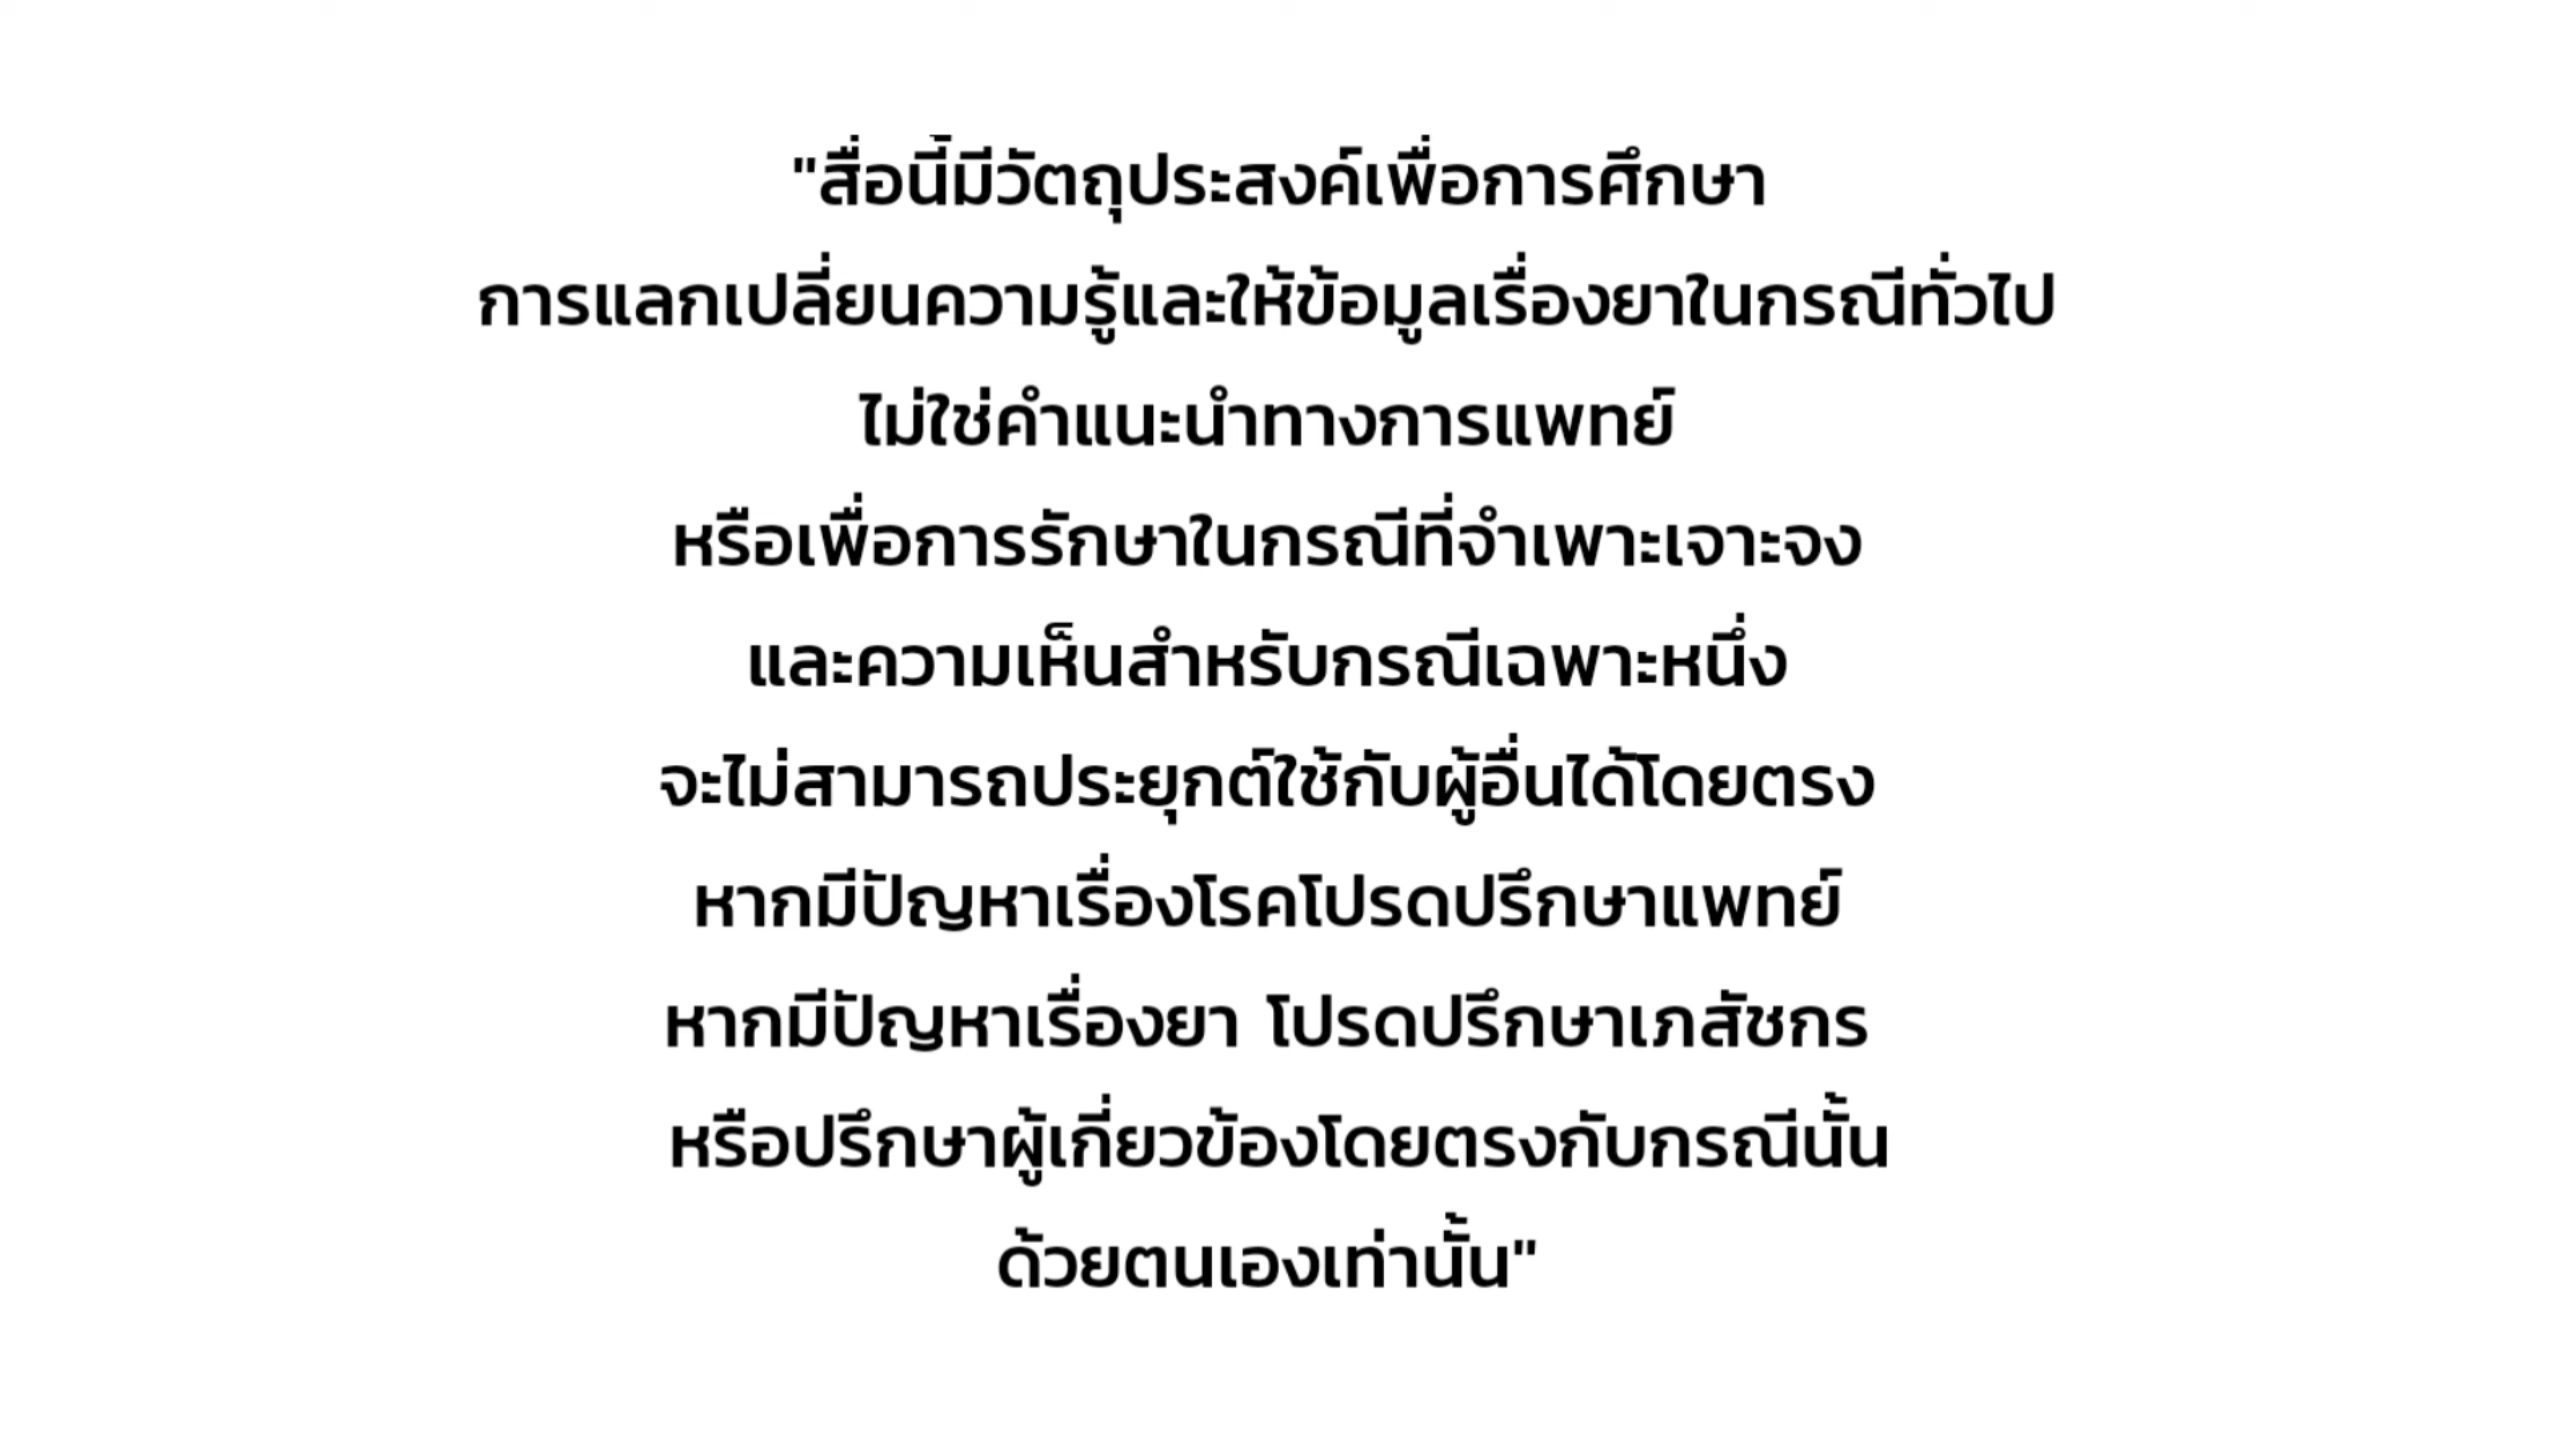 "สื่อนี้มีวัตถุประสงค์เพื่อการศึกษา
การแลกเปลี่ยนความรู้และให้ข้อมูลเรื่องยาในกรณีทั่วไป
ไม่ใช่คำแนะนำทางการแพทย์
หรือเพื่อการรักษาในกรณีที่จำเพาะเจาะจง
และความเห็นสำหรับกรณีเฉพาะหนึ่ง
จะไม่สามารถประยุกต์ใช้กับผู้อื่นได้โดยตรง
หากมีปัญหาเรื่องโรคโปรดปรึกษาแพทย์
หากมีปัญหาเรื่องยา โปรดปรึกษาเภสัชกร
หรือปรึกษาผู้เกี่ยวข้องโดยตรงกับกรณีนั้น
ด้วยตนเองเท่านั้น"